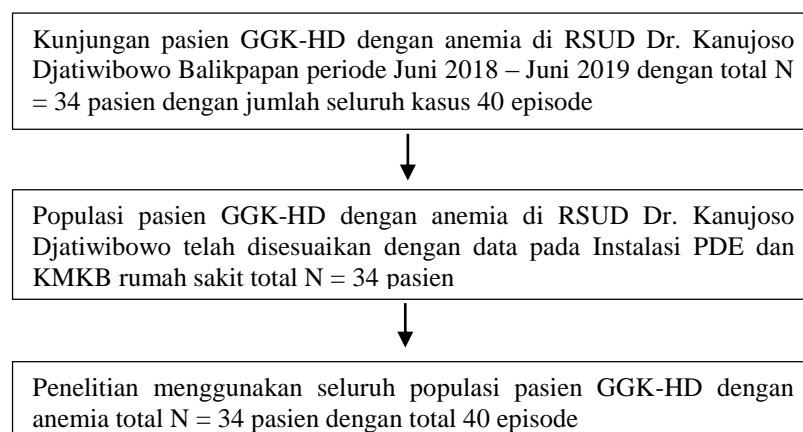 Kunjungan pasien GGK-HD dengan anemia di RSUD Dr. Kanujoso
Djatiwibowo Balikpapan periode Juni 2018 – Juni 2019 dengan total N
= 34 pasien dengan jumlah seluruh kasus 40 episode
Populasi pasien GGK-HD dengan anemia di RSUD Dr. Kanujoso
Djatiwibowo telah disesuaikan dengan data pada Instalasi PDE dan
KMKB rumah sakit total N = 34 pasien
Penelitian menggunakan seluruh populasi pasien GGK-HD dengan
anemia total N = 34 pasien dengan total 40 episode